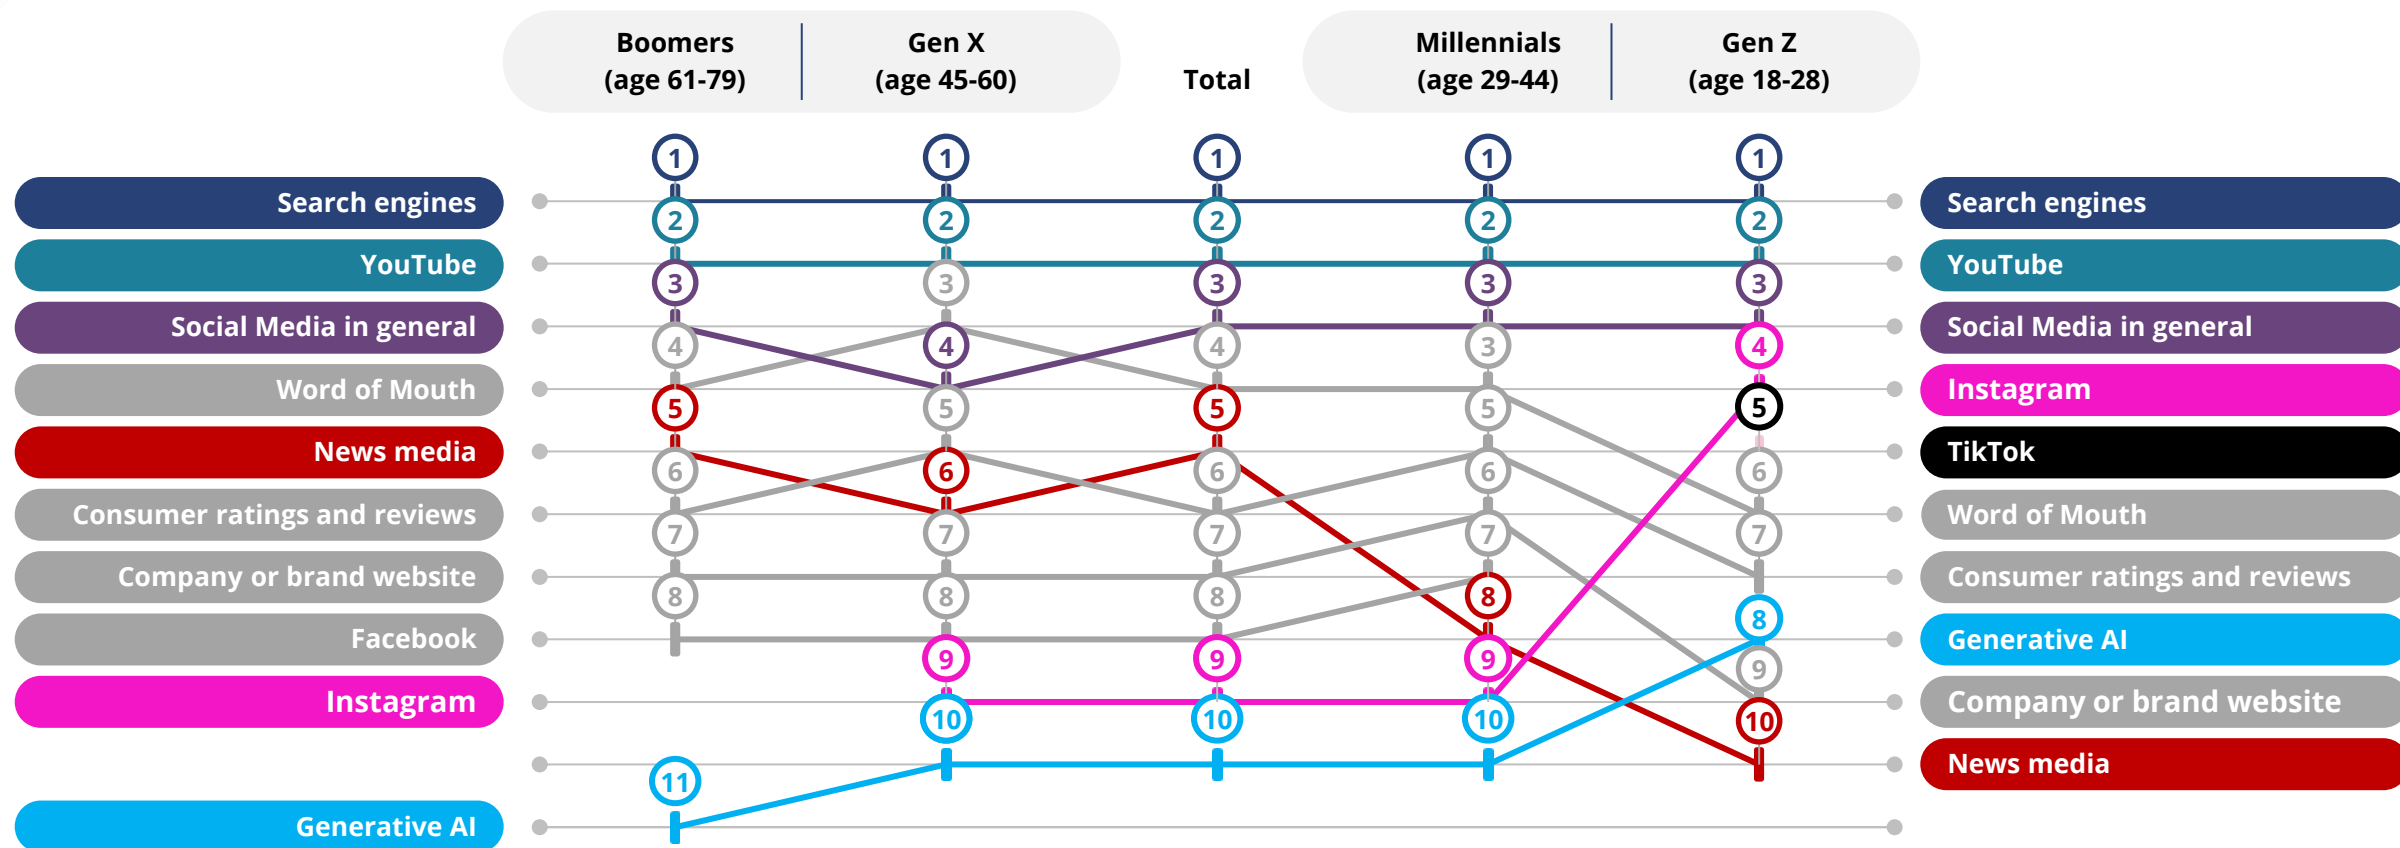 Boomers
(age 61-79)
Gen X
(age 45-60)
Total
Millennials
(age 29-44)
Gen Z
(age 18-28)
1 1 1 1 1
Search engines
Search engines
2 2 2 2 2
YouTube
YouTube
3 3 3 3 3
Social Media in general
Social Media in general
4 4 4 3 4
Word of Mouth
Instagram
5 5 5 5 5
News media
TikTok
6 6 6 6 6
Consumer ratings and reviews
Word of Mouth
7 7 7 7 7
Company or brand website
Consumer ratings and reviews
8 8 8 8 8
Facebook
Generative AI
9 9 9 9
Instagram
Company or brand website
10 10 10 10
News media
11
Generative AI